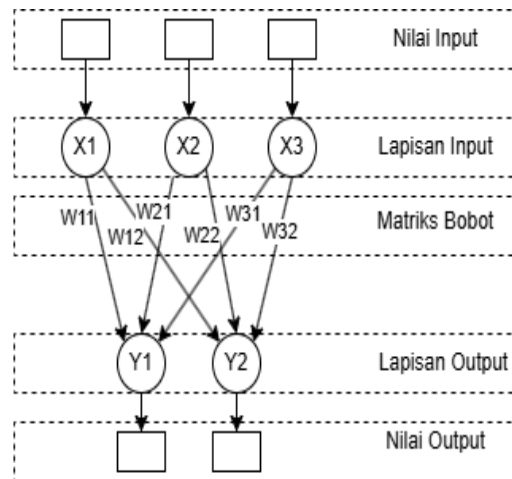 Nilai Input
X1 X2 X3 Lapisan Input
W11 W12 W21 W22 W31 W32 Matriks Bobot
Y1 Y2 Lapisan Output
Nilai Output